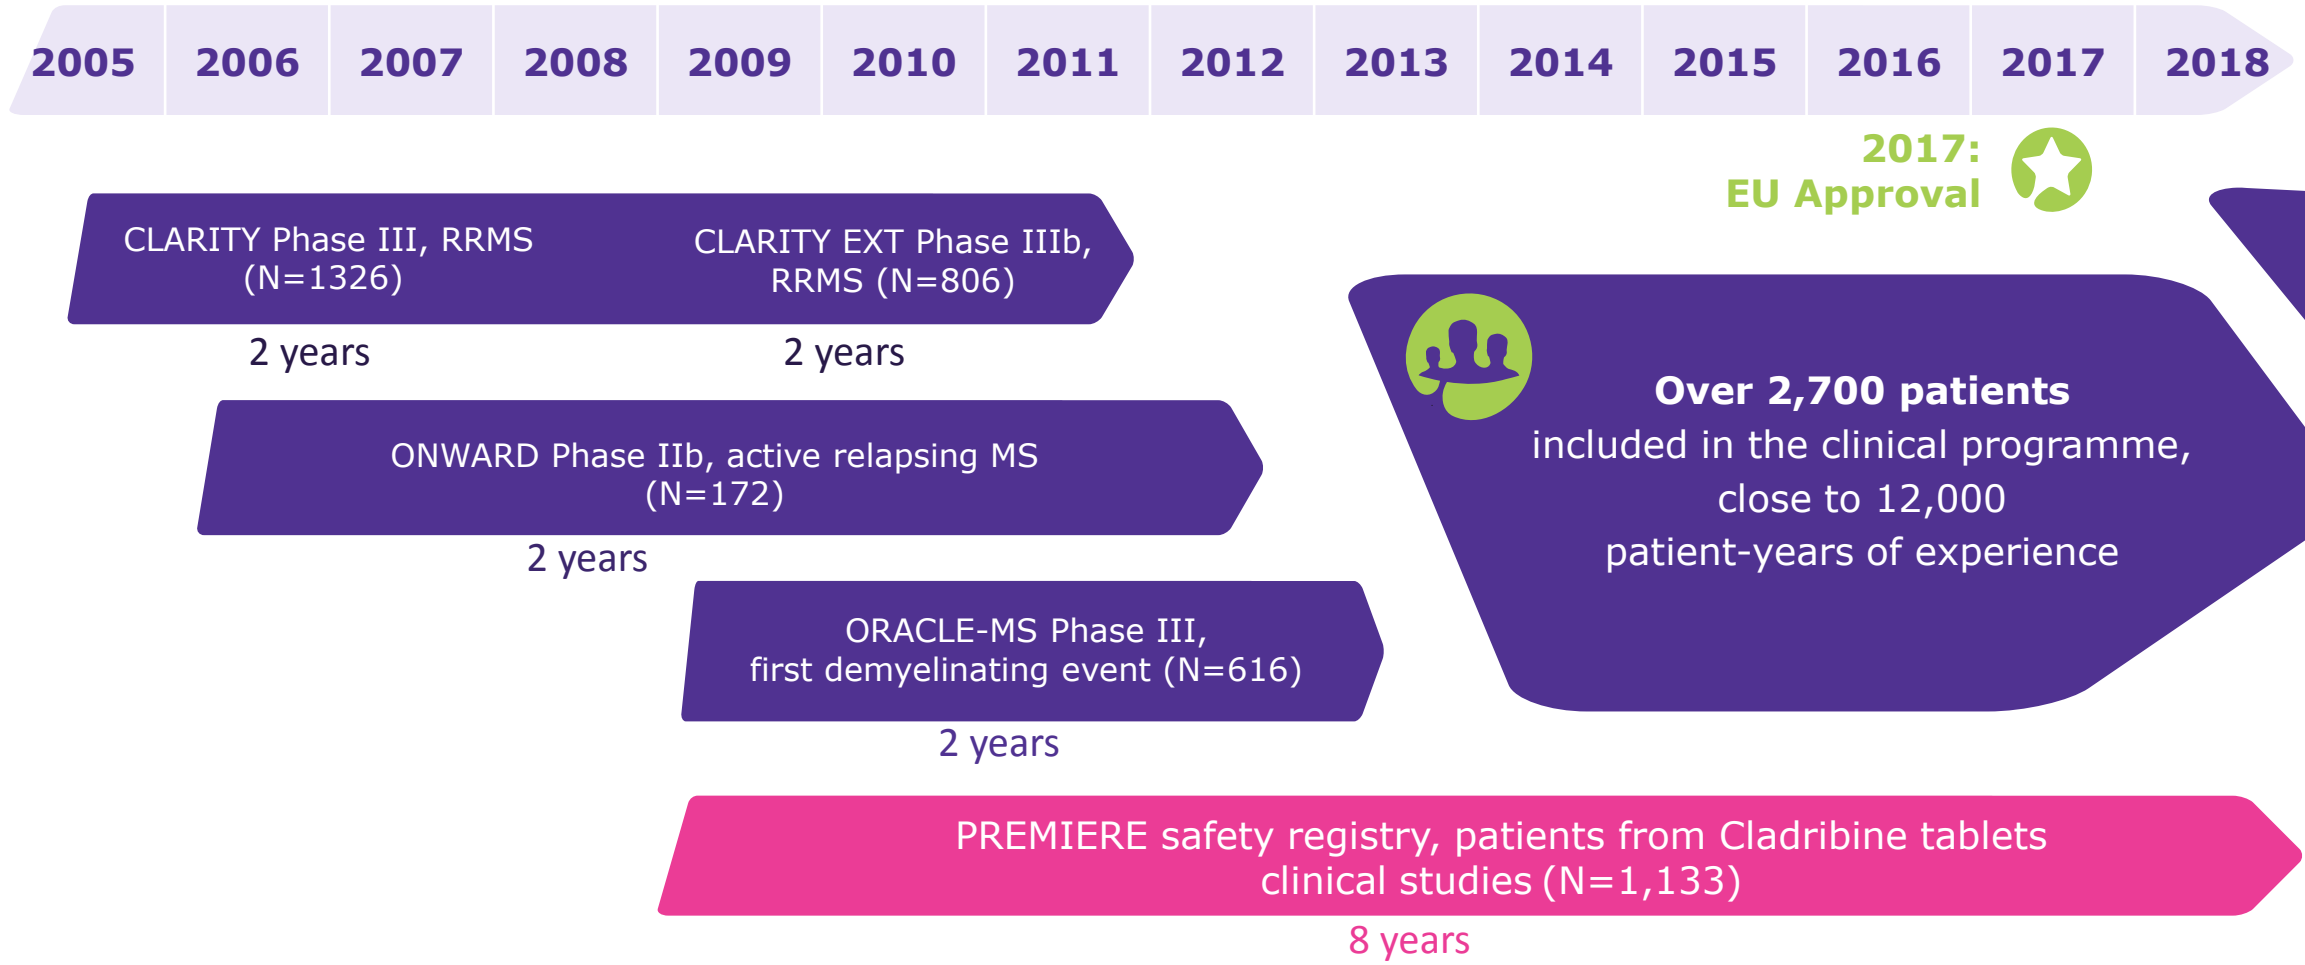 2005 2006 2007 2008 2009 2010 2011 2012 2013 2014 2015 2016 2017 2018
2017:
EU Approval
CLARITY Phase III, RRMS
(N=1326)
CLARITY EXT Phase IIIb,
RRMS (N=806)
2 years
2 years
ONWARD Phase IIb, active relapsing MS
(N=172)
2 years
ORACLE-MS Phase III,
first demyelinating event (N=616)
2 years
Over 2,700 patients
included in the clinical programme,
close to 12,000
patient-years of experience
PREMIERE safety registry, patients from Cladribine tablets
clinical studies (N=1,133)
8 years